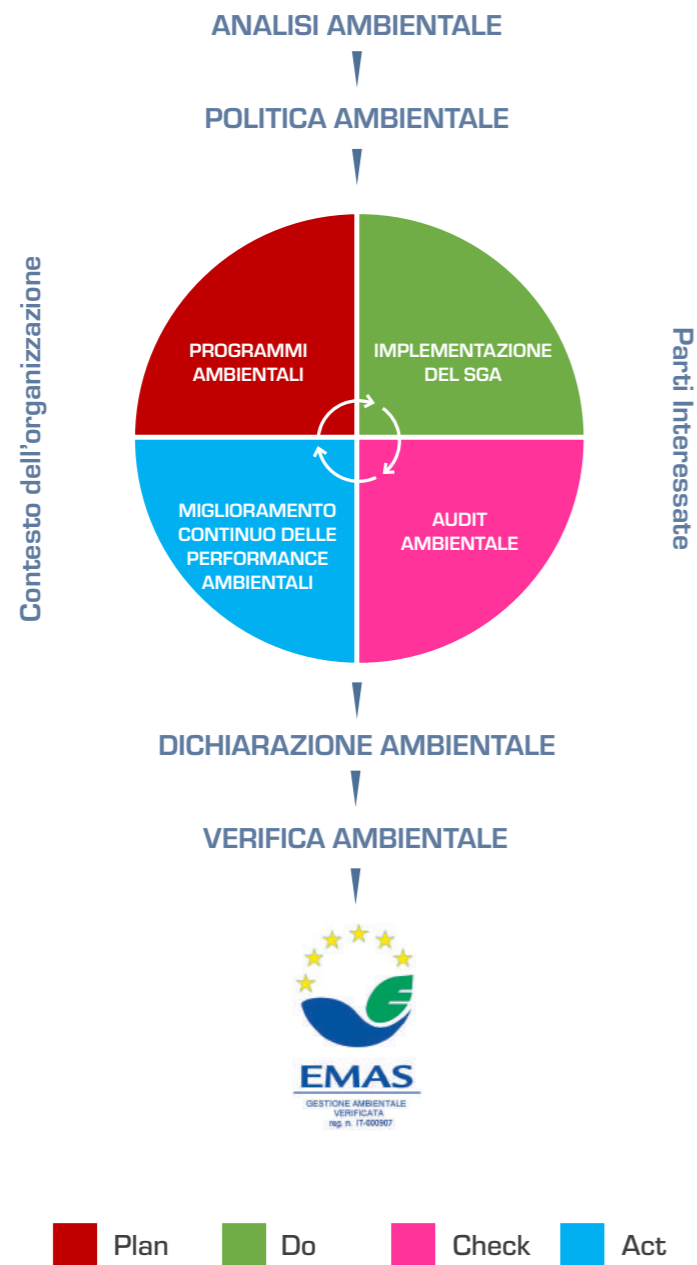 ANALISI AMBIENTALE
POLITICA AMBIENTALE
Contesto dell'organizzazione
Parti Interessate
PROGRAMMI
AMBIENTALI
IMPLEMENTAZIONE
DEL SGA
MIGLIORAMENTO
CONTINUO DELLE
PERFORMANCE
AMBIENTALI
AUDIT
AMBIENTALE
DICHIARAZIONE AMBIENTALE
VERIFICA AMBIENTALE
EMAS
GESTIONE AMBIENTALE
VERIFICATA
reg. n. IT-000907
Plan
Do
Check
Act